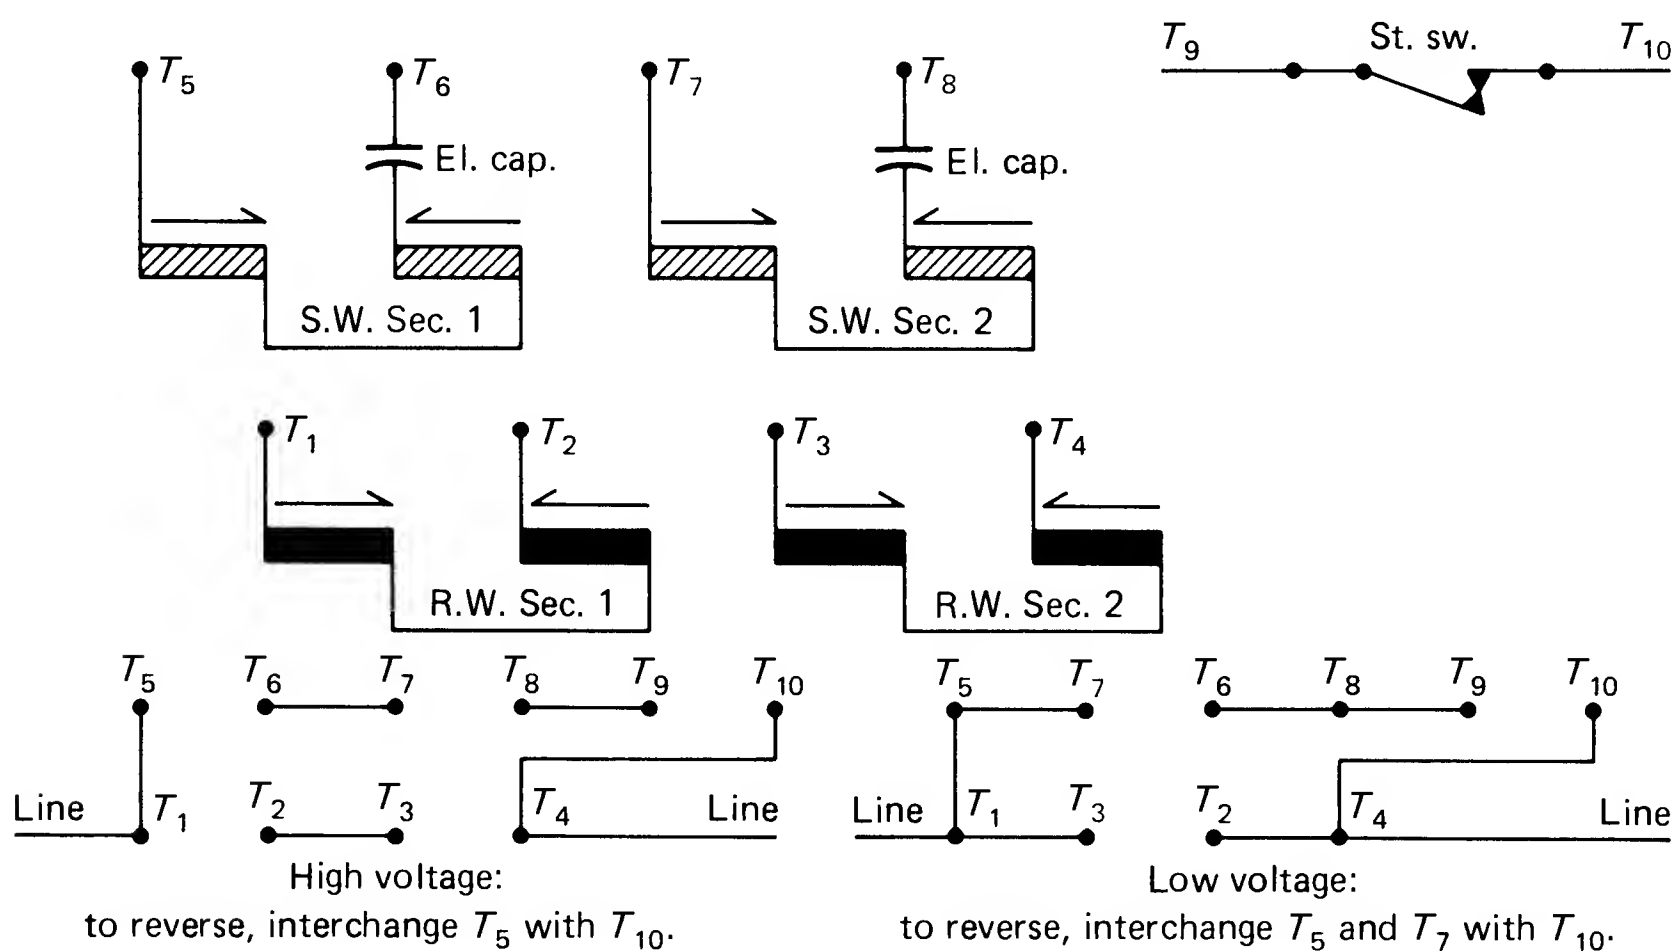 T9 St. sw. T10
T5 T6 T7 T8
El. cap. El. cap.
S.W. Sec. 1 S.W. Sec. 2
T1 T2 T3 T4
R.W. Sec. 1 R.W. Sec. 2
T5 T6 T7 T8 T9 T10 T5 T7 T6 T8 T9 T10
Line T1 T2 T3 T4 Line Line T1 T3 T2 T4 Line
High voltage:
to reverse, interchange T5 with T10.
Low voltage:
to reverse, interchange T5 and T7 with T10.